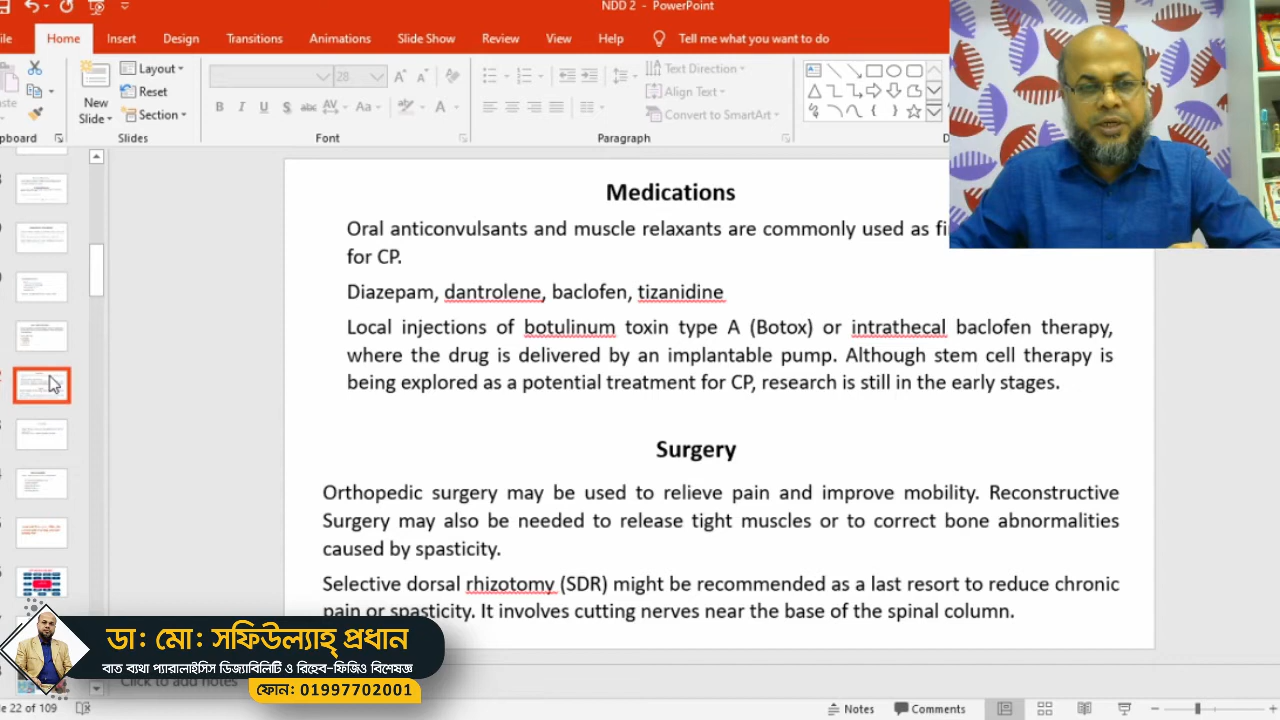 NDD 2 - PowerPoint
Home Insert Design Transitions Animations Slide Show Review View Help Tell me what you want to do
Layout
Reset
Section
New
Slide
28
B I U S abc AV Aa A
Text Direction
Align Text
Convert to SmartArt
Slides Font Paragraph
Medications
Oral anticonvulsants and muscle relaxants are commonly used as
for CP.
Diazepam, dantrolene, baclofen, tizanidine
Local injections of botulinum toxin type A (Botox) or intrathecal baclofen therapy,
where the drug is delivered by an implantable pump. Although stem cell therapy is
being explored as a potential treatment for CP, research is still in the early stages.
Surgery
Orthopedic surgery may be used to relieve pain and improve mobility. Reconstructive
Surgery may also be needed to release tight muscles or to correct bone abnormalities
caused by spasticity.
Selective dorsal rhizotomy (SDR) might be recommended as a last resort to reduce chronic
pain or spasticity. It involves cutting nerves near the base of the spinal column.
ডা: মো: সফিউল্যাহ্ প্রধান
বাত ব্যথা প্যারালাইসিস ডিজ্যাবিলিটি ও রিহেব-ফিজিও বিশেষজ্ঞ
ফোন: 01997702001
Click to add notes
22 of 109
Notes Comments